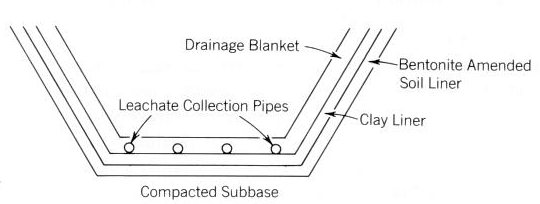 Drainage Blanket
Bentonite Amended
Soil Liner
Leachate Collection Pipes
Clay Liner
Compacted Subbase